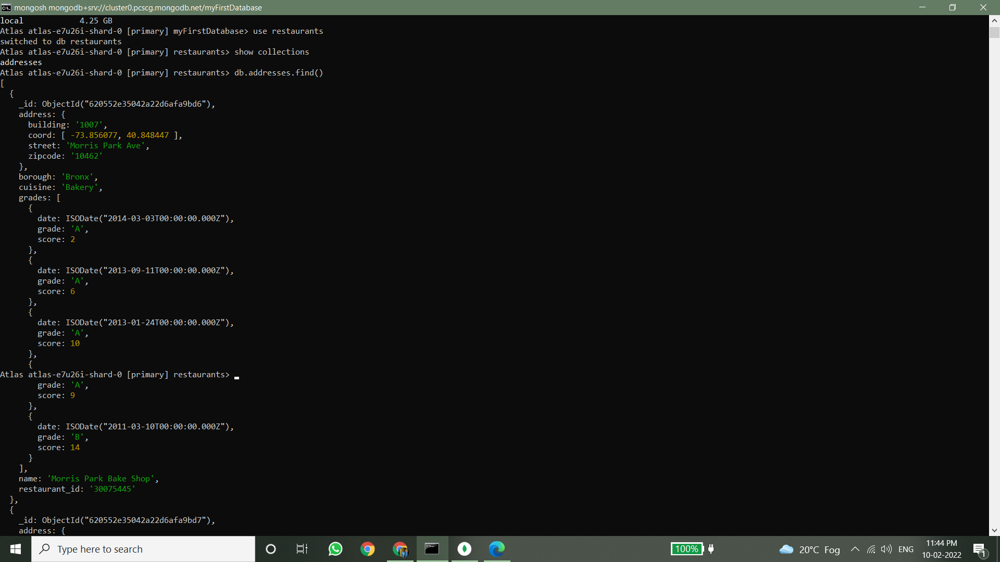 mongosh mongodb+srv://cluster0.pcscg.mongodb.net/myFirstDatabase
local            4.25 GB
Atlas atlas-e7u26i-shard-0 [primary] myFirstDatabase> use restaurants
switched to db restaurants
Atlas atlas-e7u26i-shard-0 [primary] restaurants> show collections
addresses
Atlas atlas-e7u26i-shard-0 [primary] restaurants> db.addresses.find()
[
  {
    _id: ObjectId("620552e35042a22d6afa9bd6"),
    address: {
      building: '1007',
      coord: [ -73.856077, 40.848447 ],
      street: 'Morris Park Ave',
      zipcode: '10462'
    },
    borough: 'Bronx',
    cuisine: 'Bakery',
    grades: [
      {
        date: ISODate("2014-03-03T00:00:00.000Z"),
        grade: 'A',
        score: 2
      },
      {
        date: ISODate("2013-09-11T00:00:00.000Z"),
        grade: 'A',
        score: 6
      },
      {
        date: ISODate("2013-01-24T00:00:00.000Z"),
        grade: 'A',
        score: 10
      },
      {
Atlas atlas-e7u26i-shard-0 [primary] restaurants>
        grade: 'A',
        score: 9
      },
      {
        date: ISODate("2011-03-10T00:00:00.000Z"),
        grade: 'B',
        score: 14
      }
    ],
    name: 'Morris Park Bake Shop',
    restaurant_id: '30075445'
  },
  {
    _id: ObjectId("620552e35042a22d6afa9bd7"),
    address: {
Type here to search
100%
20°C Fog
ENG
11:44 PM
10-02-2022
1